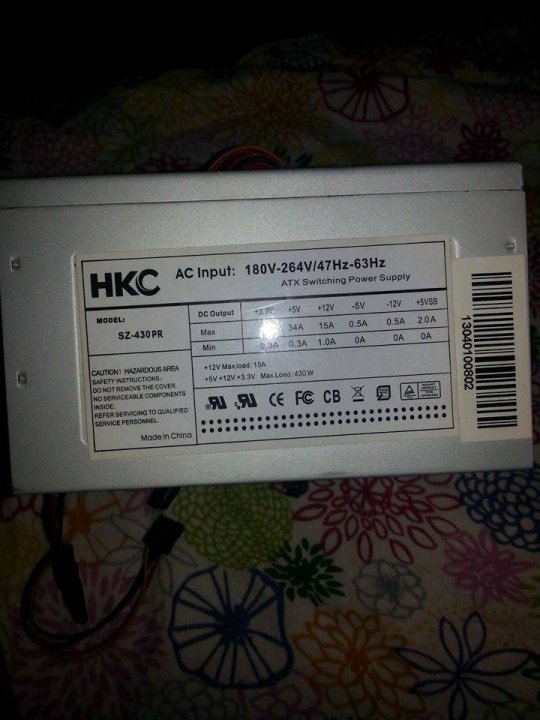 HKC
AC Input: 180V-264V/47Hz-63Hz
ATX Switching Power Supply
MODEL:
SZ-430PR
DC Output +3.3V +5V +12V -5V -12V +5VSB
Max 34A 15A 0.5A 0.5A 2.0A
Min 0.3A 0.3A 1.0A 0A 0A 0A
+12V Max.load: 15A
+5V +12V +3.3V Max.Load: 430W
CAUTION! HAZARDOUS AREA
SAFETY INSTRUCTIONS:
DO NOT REMOVE THE COVER.
NO SERVICEABLE COMPONENTS
INSIDE.
REFER SERVICING TO QUALIFIED
SERVICE PERSONNEL.
Made in China
RU RU CE FC CB
13040109802